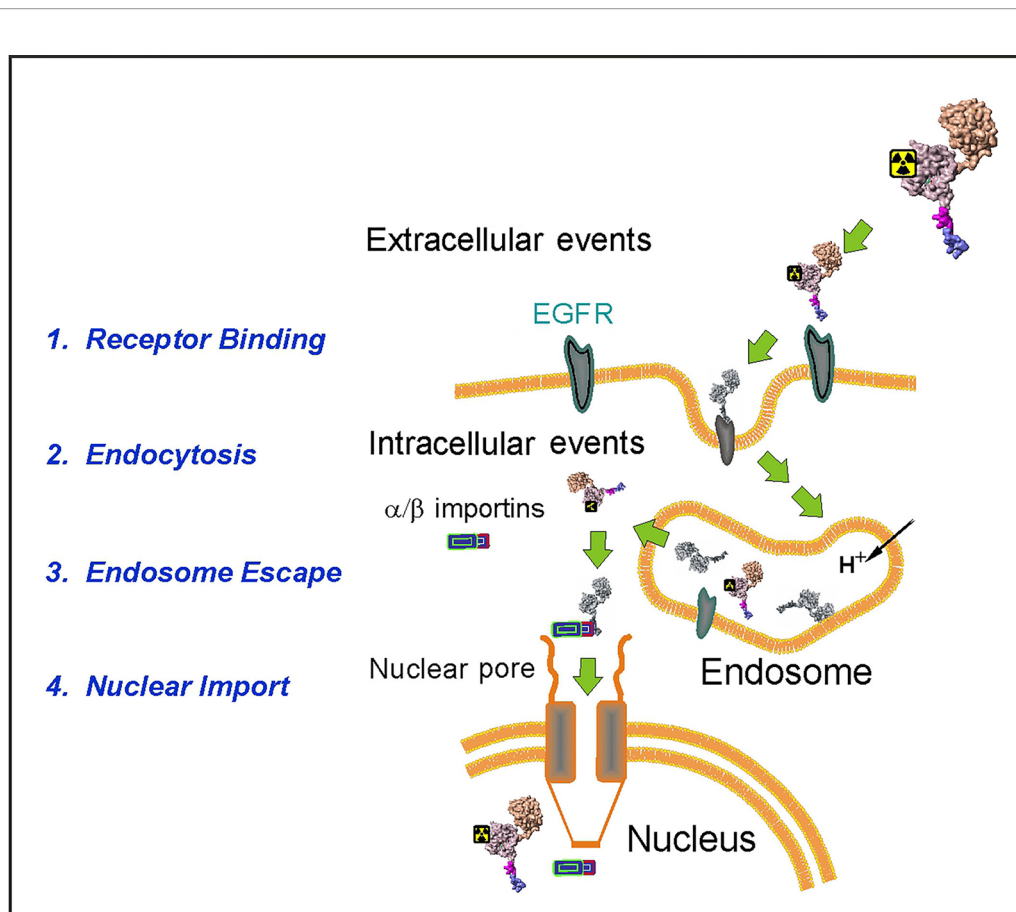 Extracellular events
EGFR
1. Receptor Binding
Intracellular events
2. Endocytosis
α/β importins
H+
3. Endosome Escape
Nuclear pore
Endosome
4. Nuclear Import
Nucleus